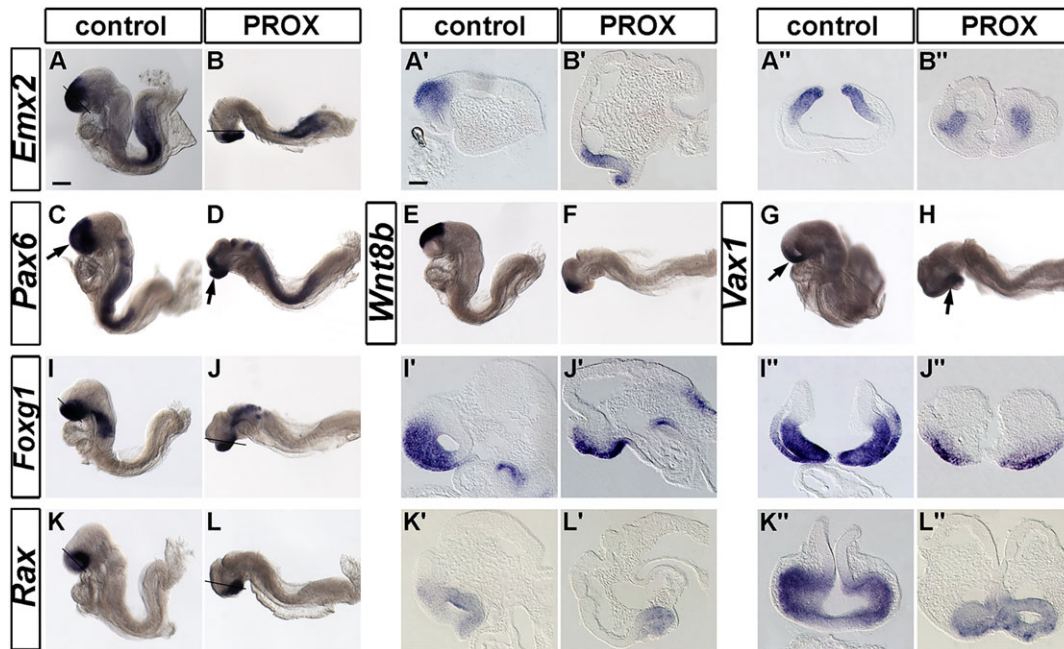 control PROX control PROX control PROX
Emx2 A B A' B' A'' B''
Pax6 C D Wnt8b E F Vax1 G H
Foxg1 I J I' J' I'' J''
Rax K L K' L' K'' L''